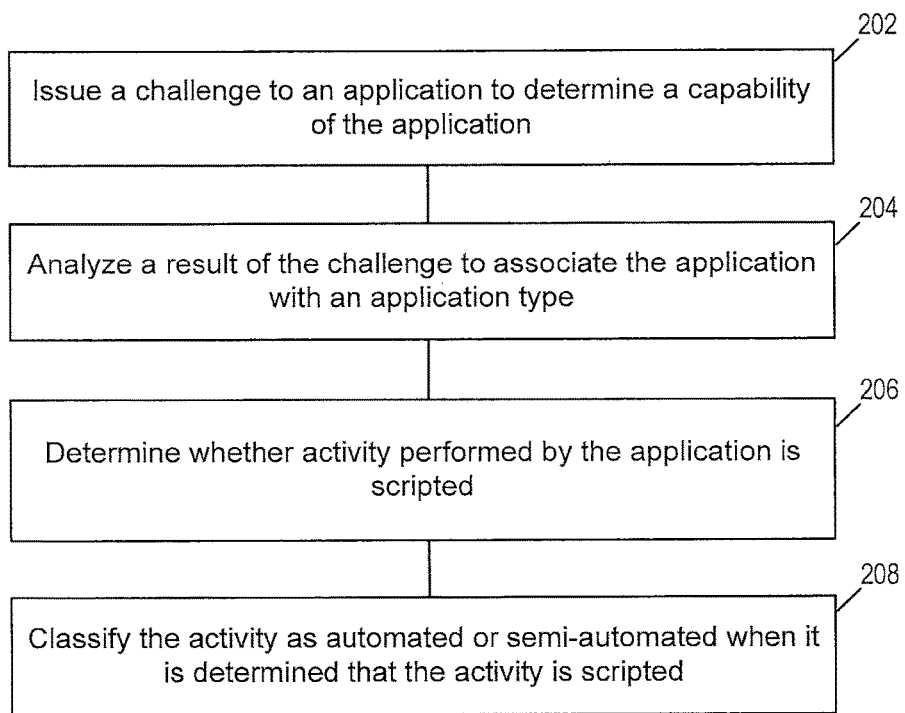 202
Issue a challenge to an application to determine a capability
of the application
204
Analyze a result of the challenge to associate the application
with an application type
206
Determine whether activity performed by the application is
scripted
208
Classify the activity as automated or semi-automated when it
is determined that the activity is scripted